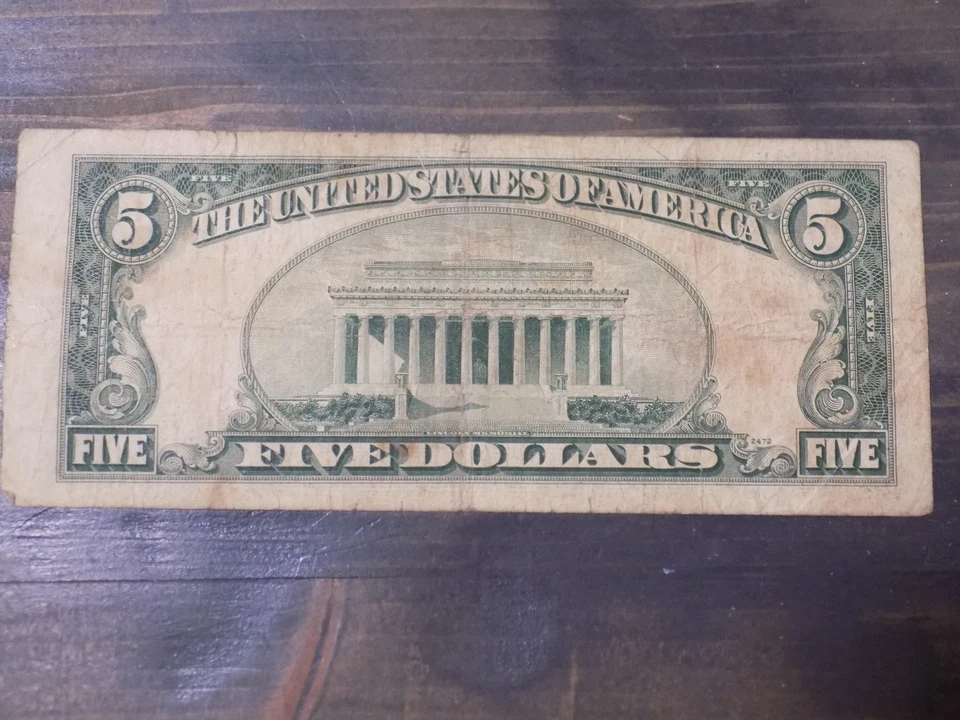 FIVE FIVE
5 THE UNITED STATES OF AMERICA 5
FIVE FIVE
2472
FIVE FIVE DOLLARS FIVE